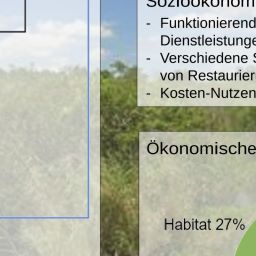 Sozioökonom
- Funktionierend
Dienstleistunge
- Verschiedene S
von Restaurier
- Kosten-Nutzen
Ökonomische
Habitat 27%